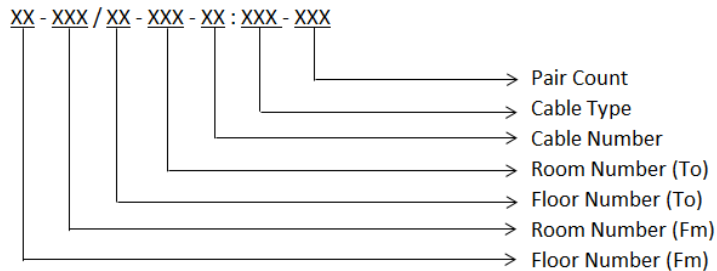 XX - XXX / XX - XXX - XX : XXX - XXX
Pair Count
Cable Type
Cable Number
Room Number (To)
Floor Number (To)
Room Number (Fm)
Floor Number (Fm)